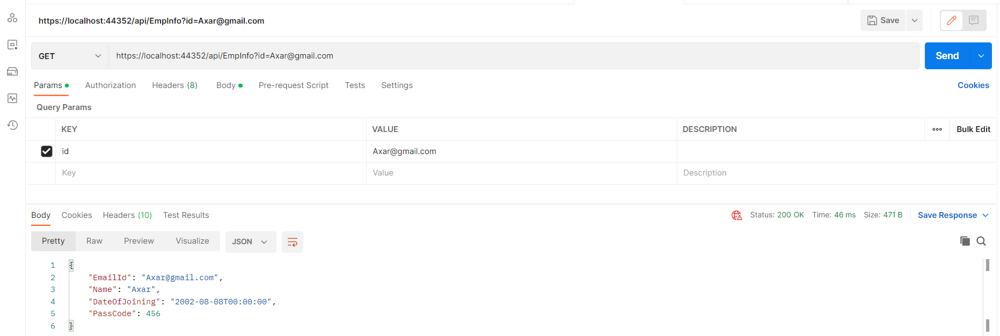 https://localhost:44352/api/EmpInfo?id=Axar@gmail.com Save
GET https://localhost:44352/api/EmpInfo?id=Axar@gmail.com Send
Params Authorization Headers (8) Body Pre-request Script Tests Settings Cookies
Query Params
KEY VALUE DESCRIPTION ooo Bulk Edit
id Axar@gmail.com
Key Value Description
Body Cookies Headers (10) Test Results Status: 200 OK Time: 46 ms Size: 471 B Save Response
Pretty Raw Preview Visualize JSON
1 {
2 "EmailId": "Axar@gmail.com",
3 "Name": "Axar",
4 "DateOfJoining": "2002-08-08T00:00:00",
5 "PassCode": 456
6 }